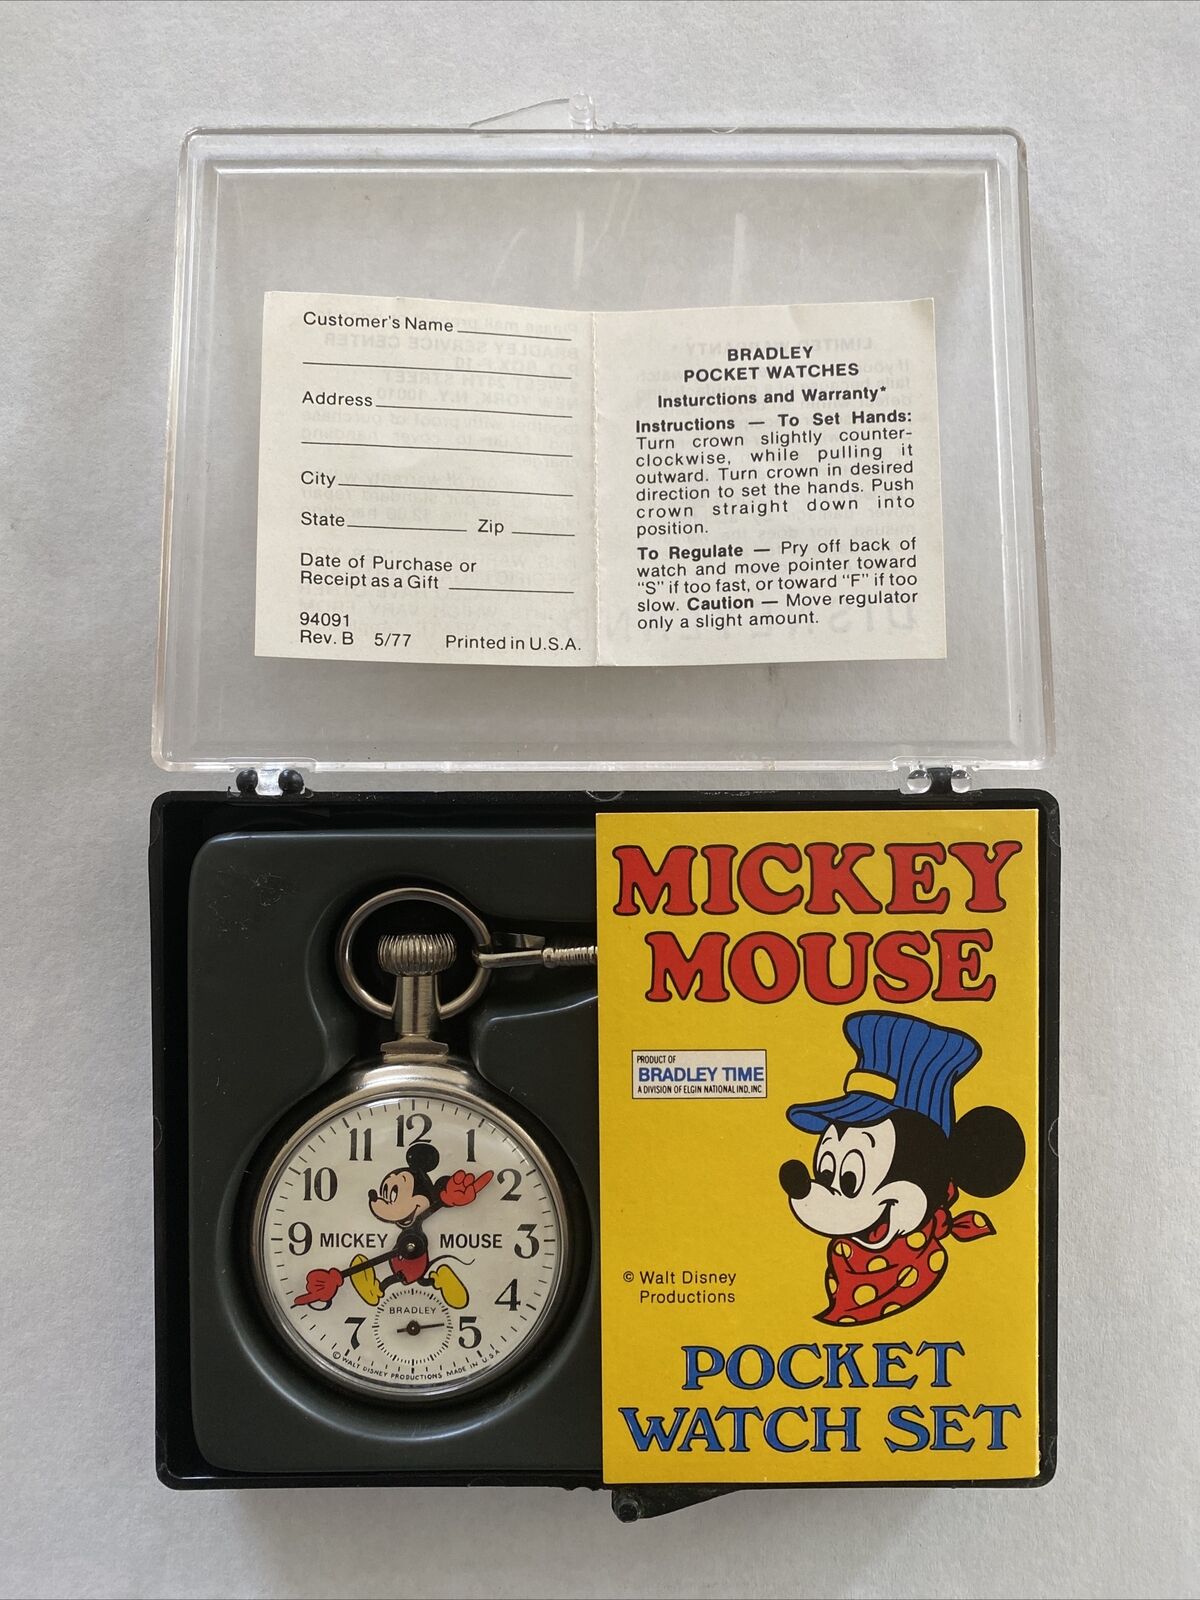 Customer's Name
Address
City
State Zip
Date of Purchase or
Receipt as a Gift
94091
Rev. B 5/77 Printed in U.S.A.
BRADLEY
POCKET WATCHES
Insturctions and Warranty*
Instructions — To Set Hands:
Turn crown slightly counter-
clockwise, while pulling it
outward. Turn crown in desired
direction to set the hands. Push
crown straight down into
position.
To Regulate — Pry off back of
watch and move pointer toward
"S" if too fast, or toward "F" if too
slow. Caution — Move regulator
only a slight amount.
12
11 1
10 2
9 MICKEY MOUSE 3
4
BRADLEY
7 5
© WALT DISNEY PRODUCTIONS MADE IN U.S.A.
MICKEY
MOUSE
PRODUCT OF
BRADLEY TIME
A DIVISION OF ELGIN NATIONAL IND., INC.
© Walt Disney
Productions
POCKET
WATCH SET